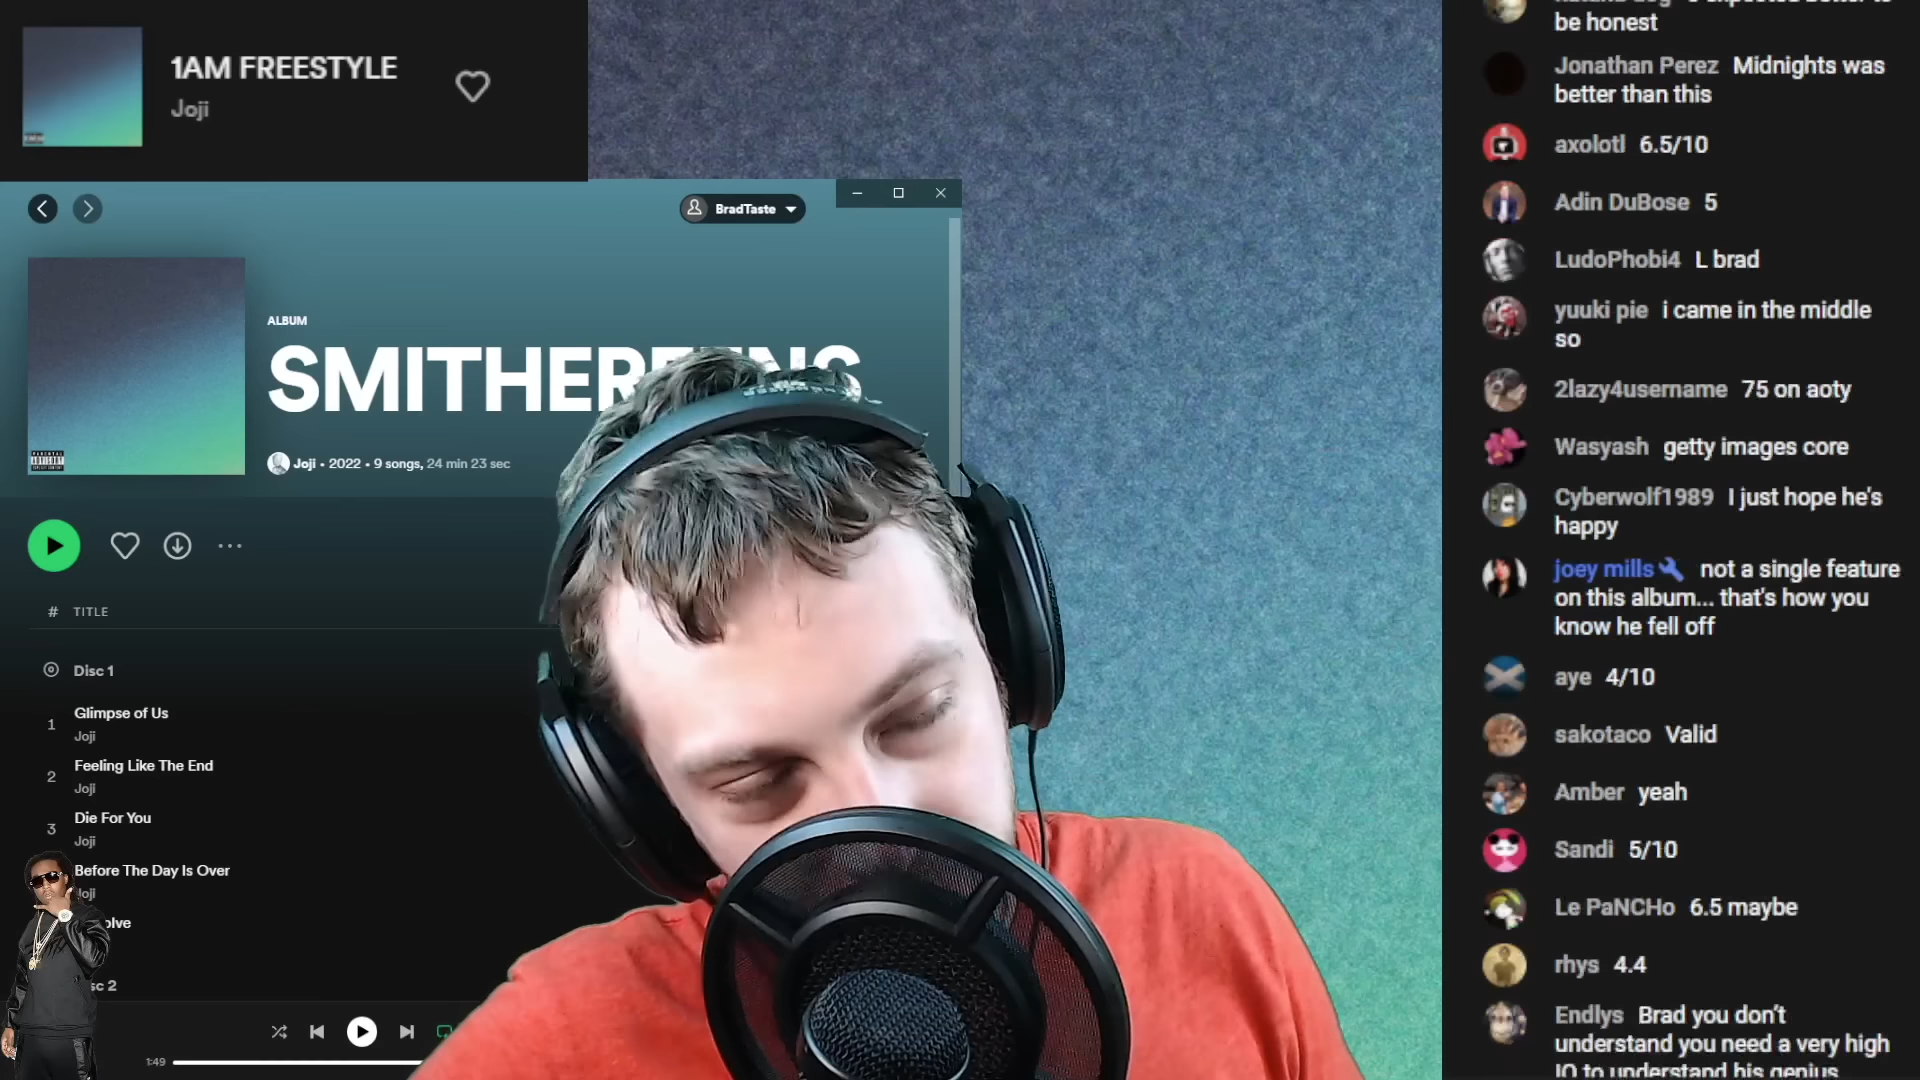 1AM FREESTYLE
Joji
BradTaste
ALBUM
Joji • 2022 • 9 songs, 24 min 23 sec
# TITLE
Disc 1
1 Glimpse of Us
Joji
2 Feeling Like The End
Joji
3 Die For You
Joji
Before The Day Is Over
1:49
be honest
Jonathan Perez Midnights was
better than this
axolotl 6.5/10
Adin DuBose 5
LudoPhobi4 L brad
yuuki pie i came in the middle
so
2lazy4username 75 on aoty
Wasyash getty images core
Cyberwolf1989 I just hope he's
happy
joey mills not a single feature
on this album... that's how you
know he fell off
aye 4/10
sakotaco Valid
Amber yeah
Sandi 5/10
Le PaNCHo 6.5 maybe
rhys 4.4
Endlys Brad you don't
understand you need a very high
IQ to understand his genius